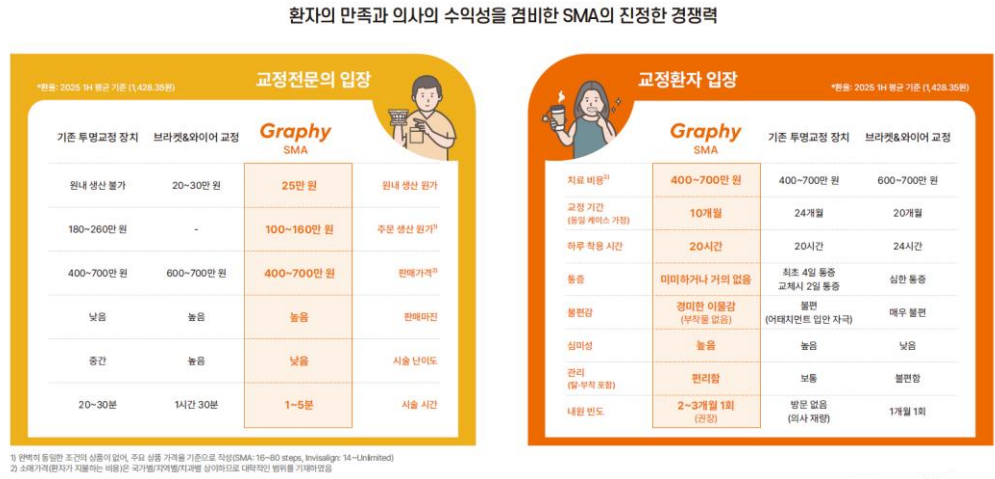 환자의 만족과 의사의 수익성을 겸비한 SMA의 진정한 경쟁력
*환율: 2025 1H 평균 기준 (1,428.35원)
교정전문의 입장
기존 투명교정 장치 브라켓&와이어 교정 Graphy SMA
원내 생산 불가 20~30만 원 25만 원 원내 생산 원가
180~260만 원 - 100~160만 원 주문 생산 원가1)
400~700만 원 600~700만 원 400~700만 원 판매가격2)
낮음 높음 높음 판매마진
중간 높음 낮음 시술 난이도
20~30분 1시간 30분 1~5분 시술 시간
교정환자 입장
*환율: 2025 1H 평균 기준 (1,428.35원)
Graphy SMA 기존 투명교정 장치 브라켓&와이어 교정
치료 비용2) 400~700만 원 400~700만 원 600~700만 원
교정 기간 (동일 케이스 가정) 10개월 24개월 20개월
하루 착용 시간 20시간 20시간 24시간
통증 미미하거나 거의 없음 최초 4일 통증 교체시 2일 통증 심한 통증
불편감 경미한 이물감 (부착물 없음) 불편 (어태치먼트 입안 자극) 매우 불편
심미성 높음 높음 낮음
관리 (탈·부착 포함) 편리함 보통 불편함
내원 빈도 2~3개월 1회 (권장) 방문 없음 (의사 재량) 1개월 1회
1) 완벽히 동일한 조건의 상품이 없어, 주요 상품 가격을 기준으로 작성(SMA: 16~80 steps, Invisalign: 14~Unlimited)
2) 소매가격(환자가 지불하는 비용)은 국가별/지역별/치과별 상이하므로 대략적인 범위를 기재하였음